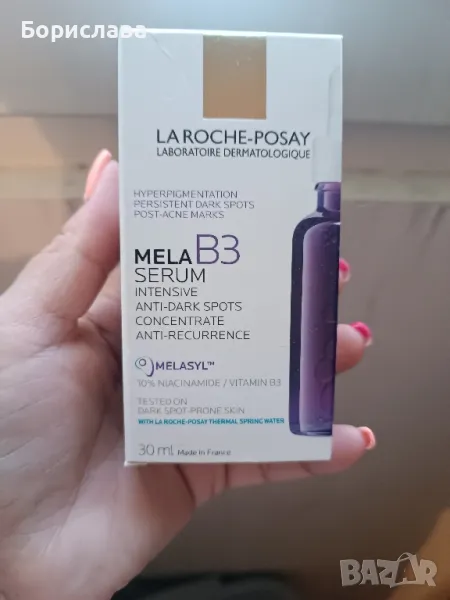 Борислава
LA ROCHE-POSAY
LABORATOIRE DERMATOLOGIQUE
HYPERPIGMENTATION
PERSISTENT DARK SPOTS
POST-ACNE MARKS
MELA B3
SERUM
INTENSIVE
ANTI-DARK SPOTS
CONCENTRATE
ANTI-RECURRENCE
MELASYL™
10% NIACINAMIDE / VITAMIN B3
TESTED ON
DARK SPOT-PRONE SKIN
WITH LA ROCHE-POSAY THERMAL SPRING WATER
30 ml Made in France
BAZAR